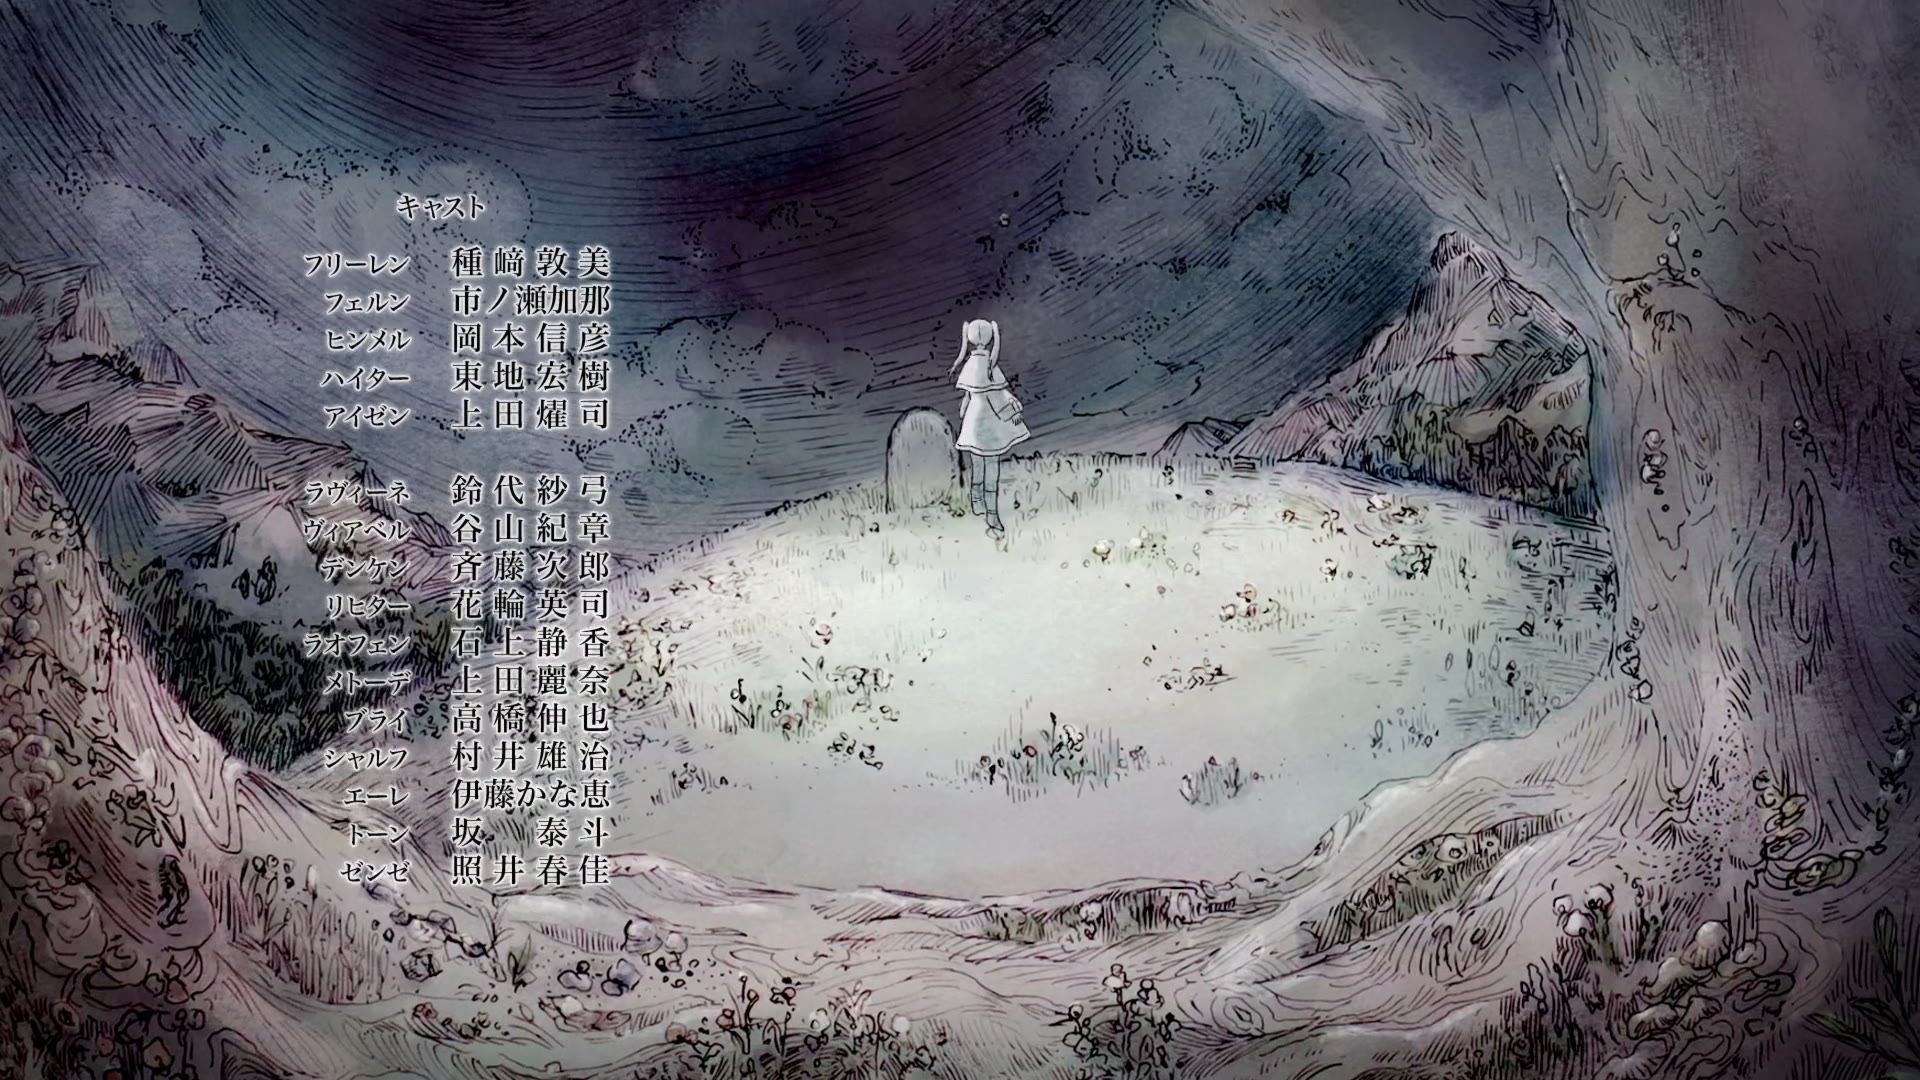 キャスト
フリーレン 種﨑敦美
フェルン 市ノ瀬加那
ヒンメル 岡本信彦
ハイター 東地宏樹
アイゼン 上田燿司
ラヴィーネ 鈴代紗弓
ヴィアベル 谷山紀章
デンケン 斉藤次郎
リヒター 花輪英司
ラオフェン 石上静香
メトーデ 上田麗奈
ブライ 高橋伸也
シャルフ 村井雄治
エーレ 伊藤かな恵
トーン 坂泰斗
ゼンゼ 照井春佳